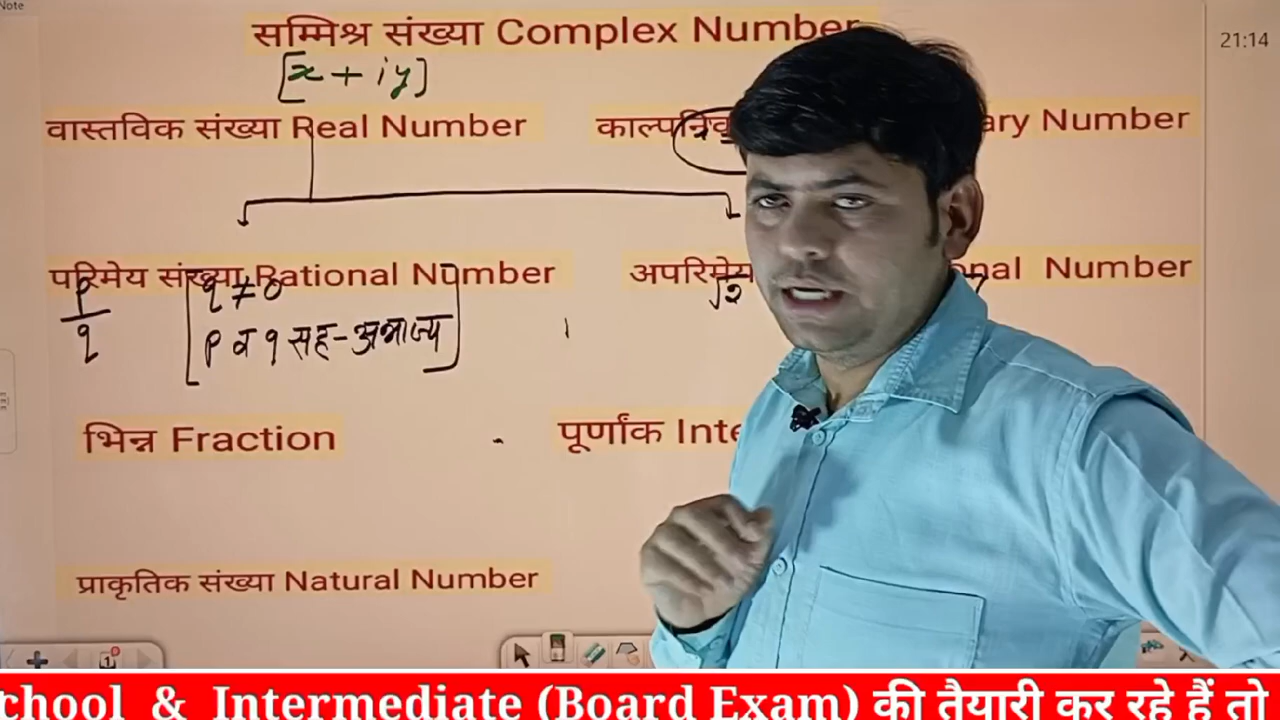 Note
सम्मिश्र संख्या Complex Number
[x + iy]
21:14
वास्तविक संख्या Real Number
ary Number
परिमेय संख्या Rational Number
onal Number
p/q
[q ≠ 0
p व q सह-अभाज्य]
√2
भिन्न Fraction
पूर्णांक Inte
प्राकृतिक संख्या Natural Number
chool & Intermediate (Board Exam) की तैयारी कर रहे हैं तो